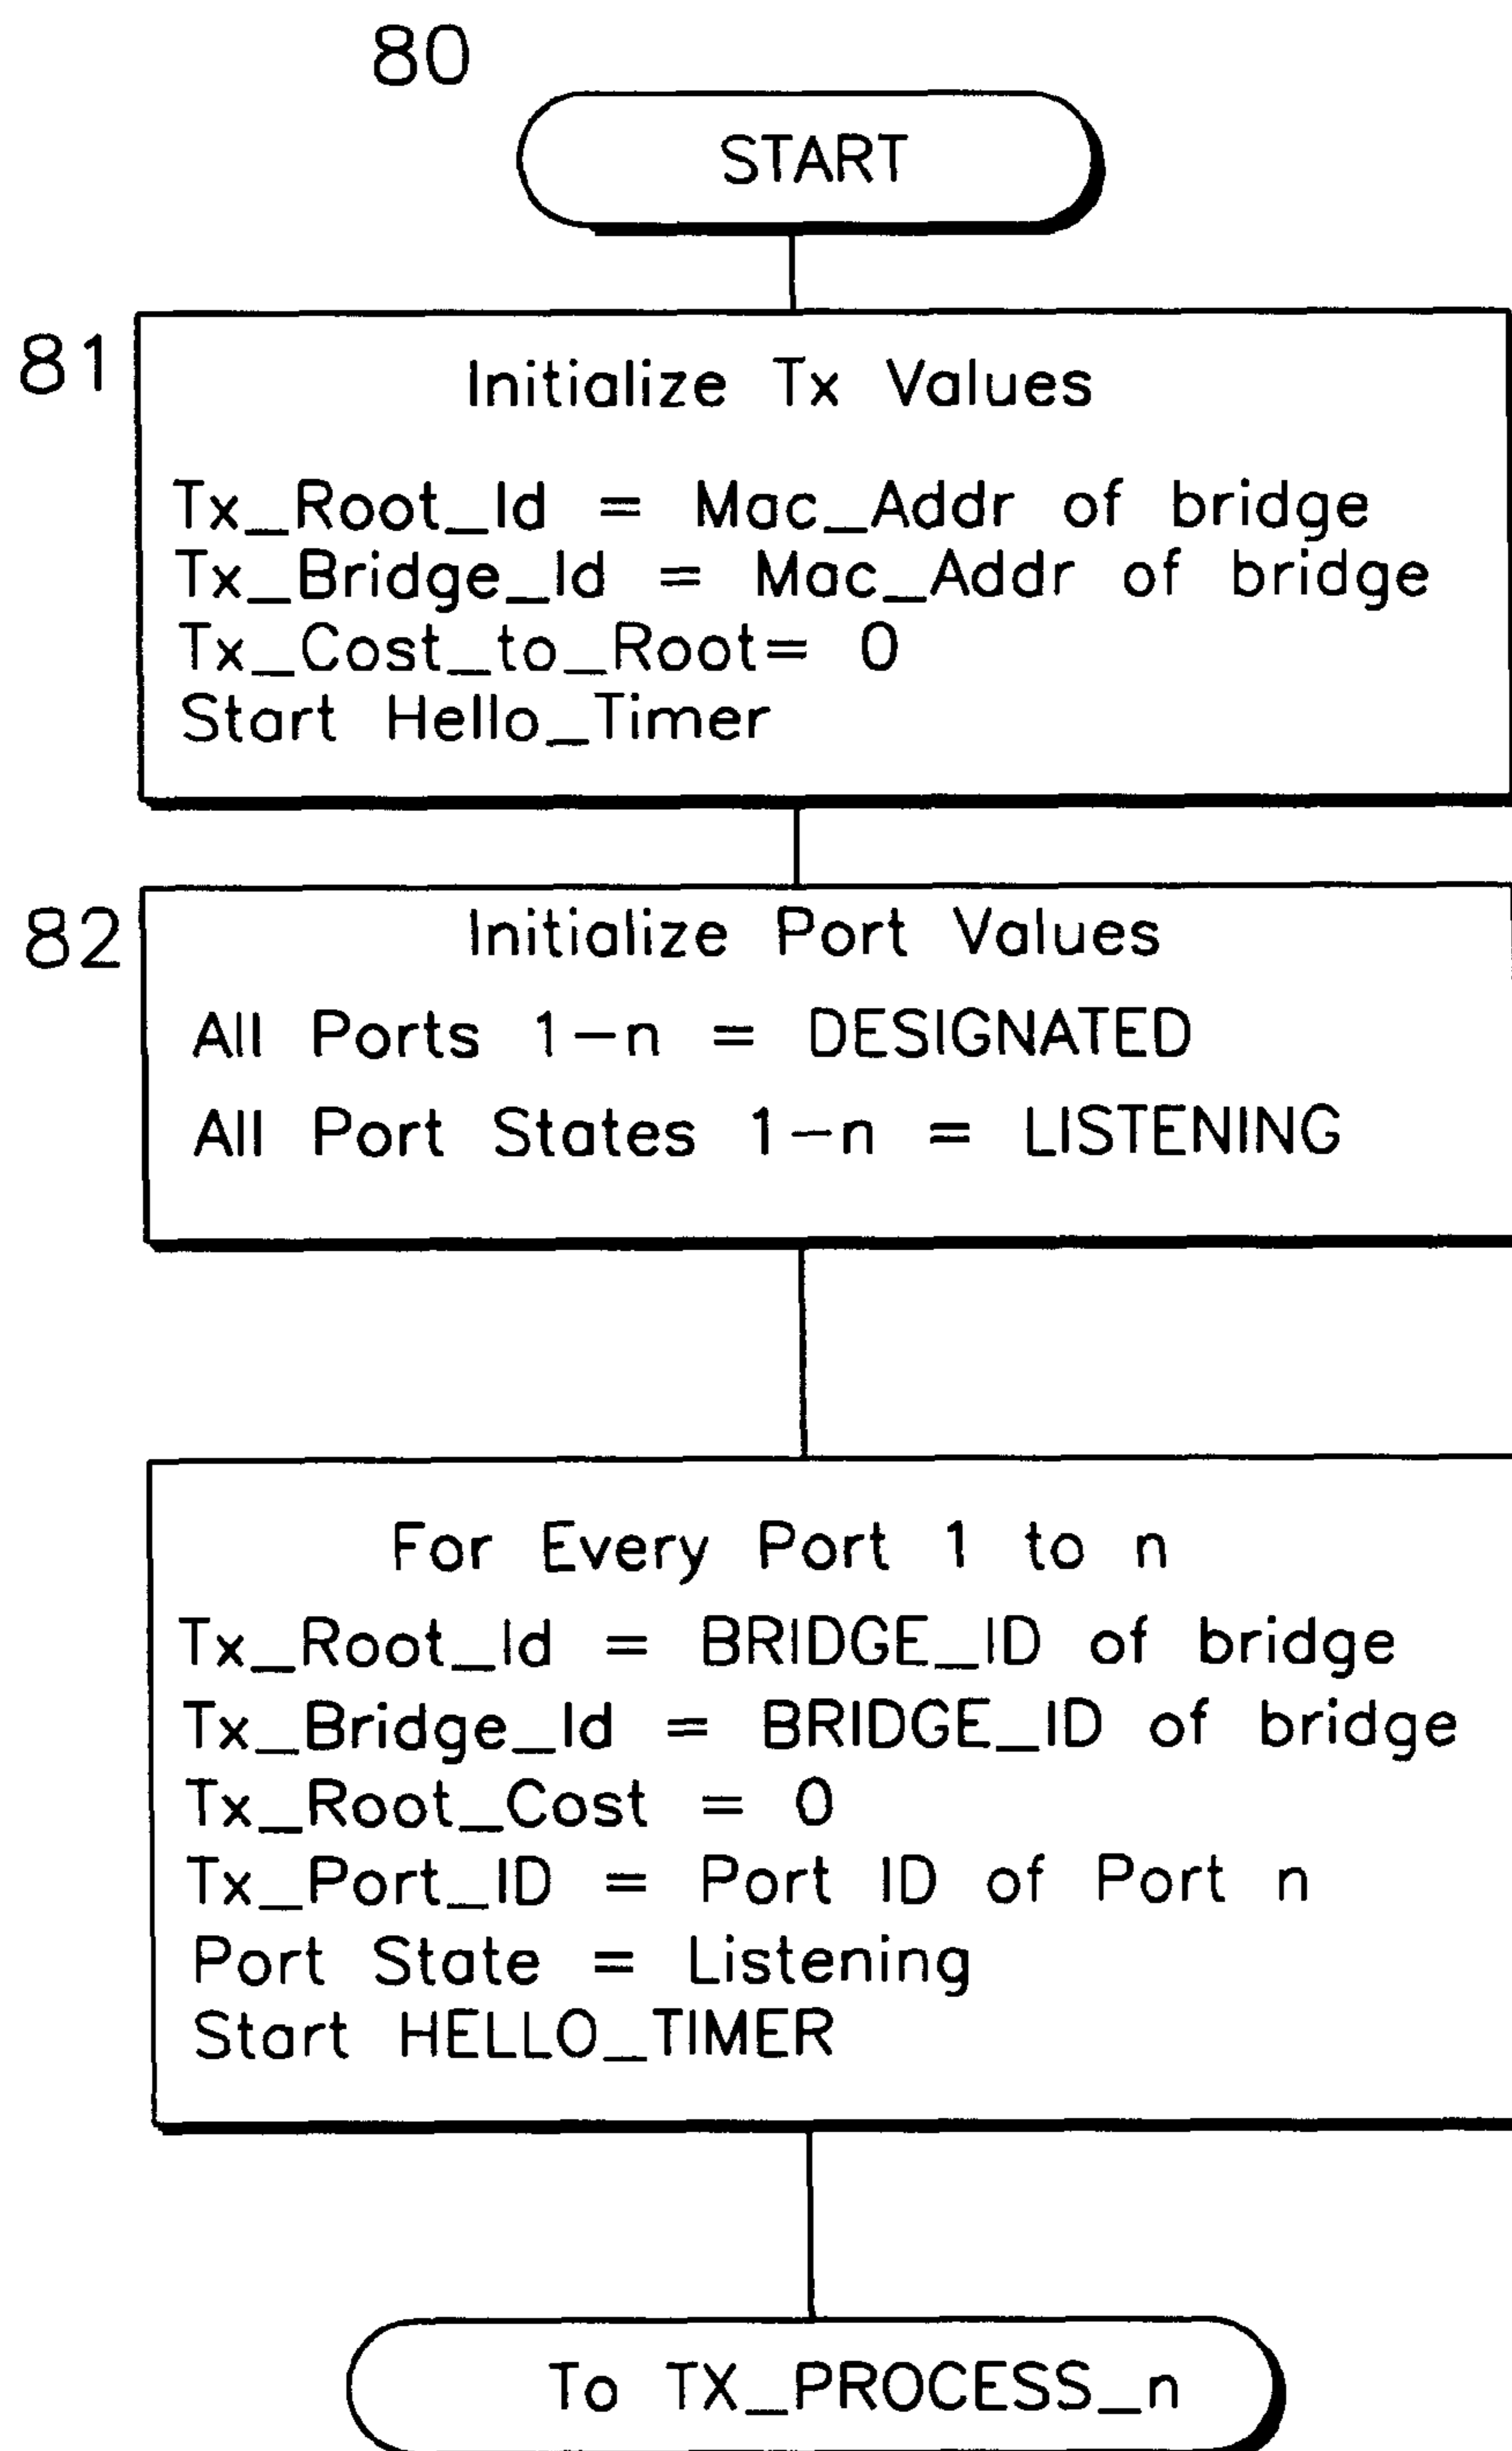 80
START
81
Initialize Tx Values
Tx_Root_Id = Mac_Addr of bridge
Tx_Bridge_Id = Mac_Addr of bridge
Tx_Cost_to_Root= 0
Start Hello_Timer
82
Initialize Port Values
All Ports 1-n = DESIGNATED
All Port States 1-n = LISTENING
For Every Port 1 to n
Tx_Root_Id = BRIDGE_ID of bridge
Tx_Bridge_Id = BRIDGE_ID of bridge
Tx_Root_Cost = 0
Tx_Port_ID = Port ID of Port n
Port State = Listening
Start HELLO_TIMER
To TX_PROCESS_n